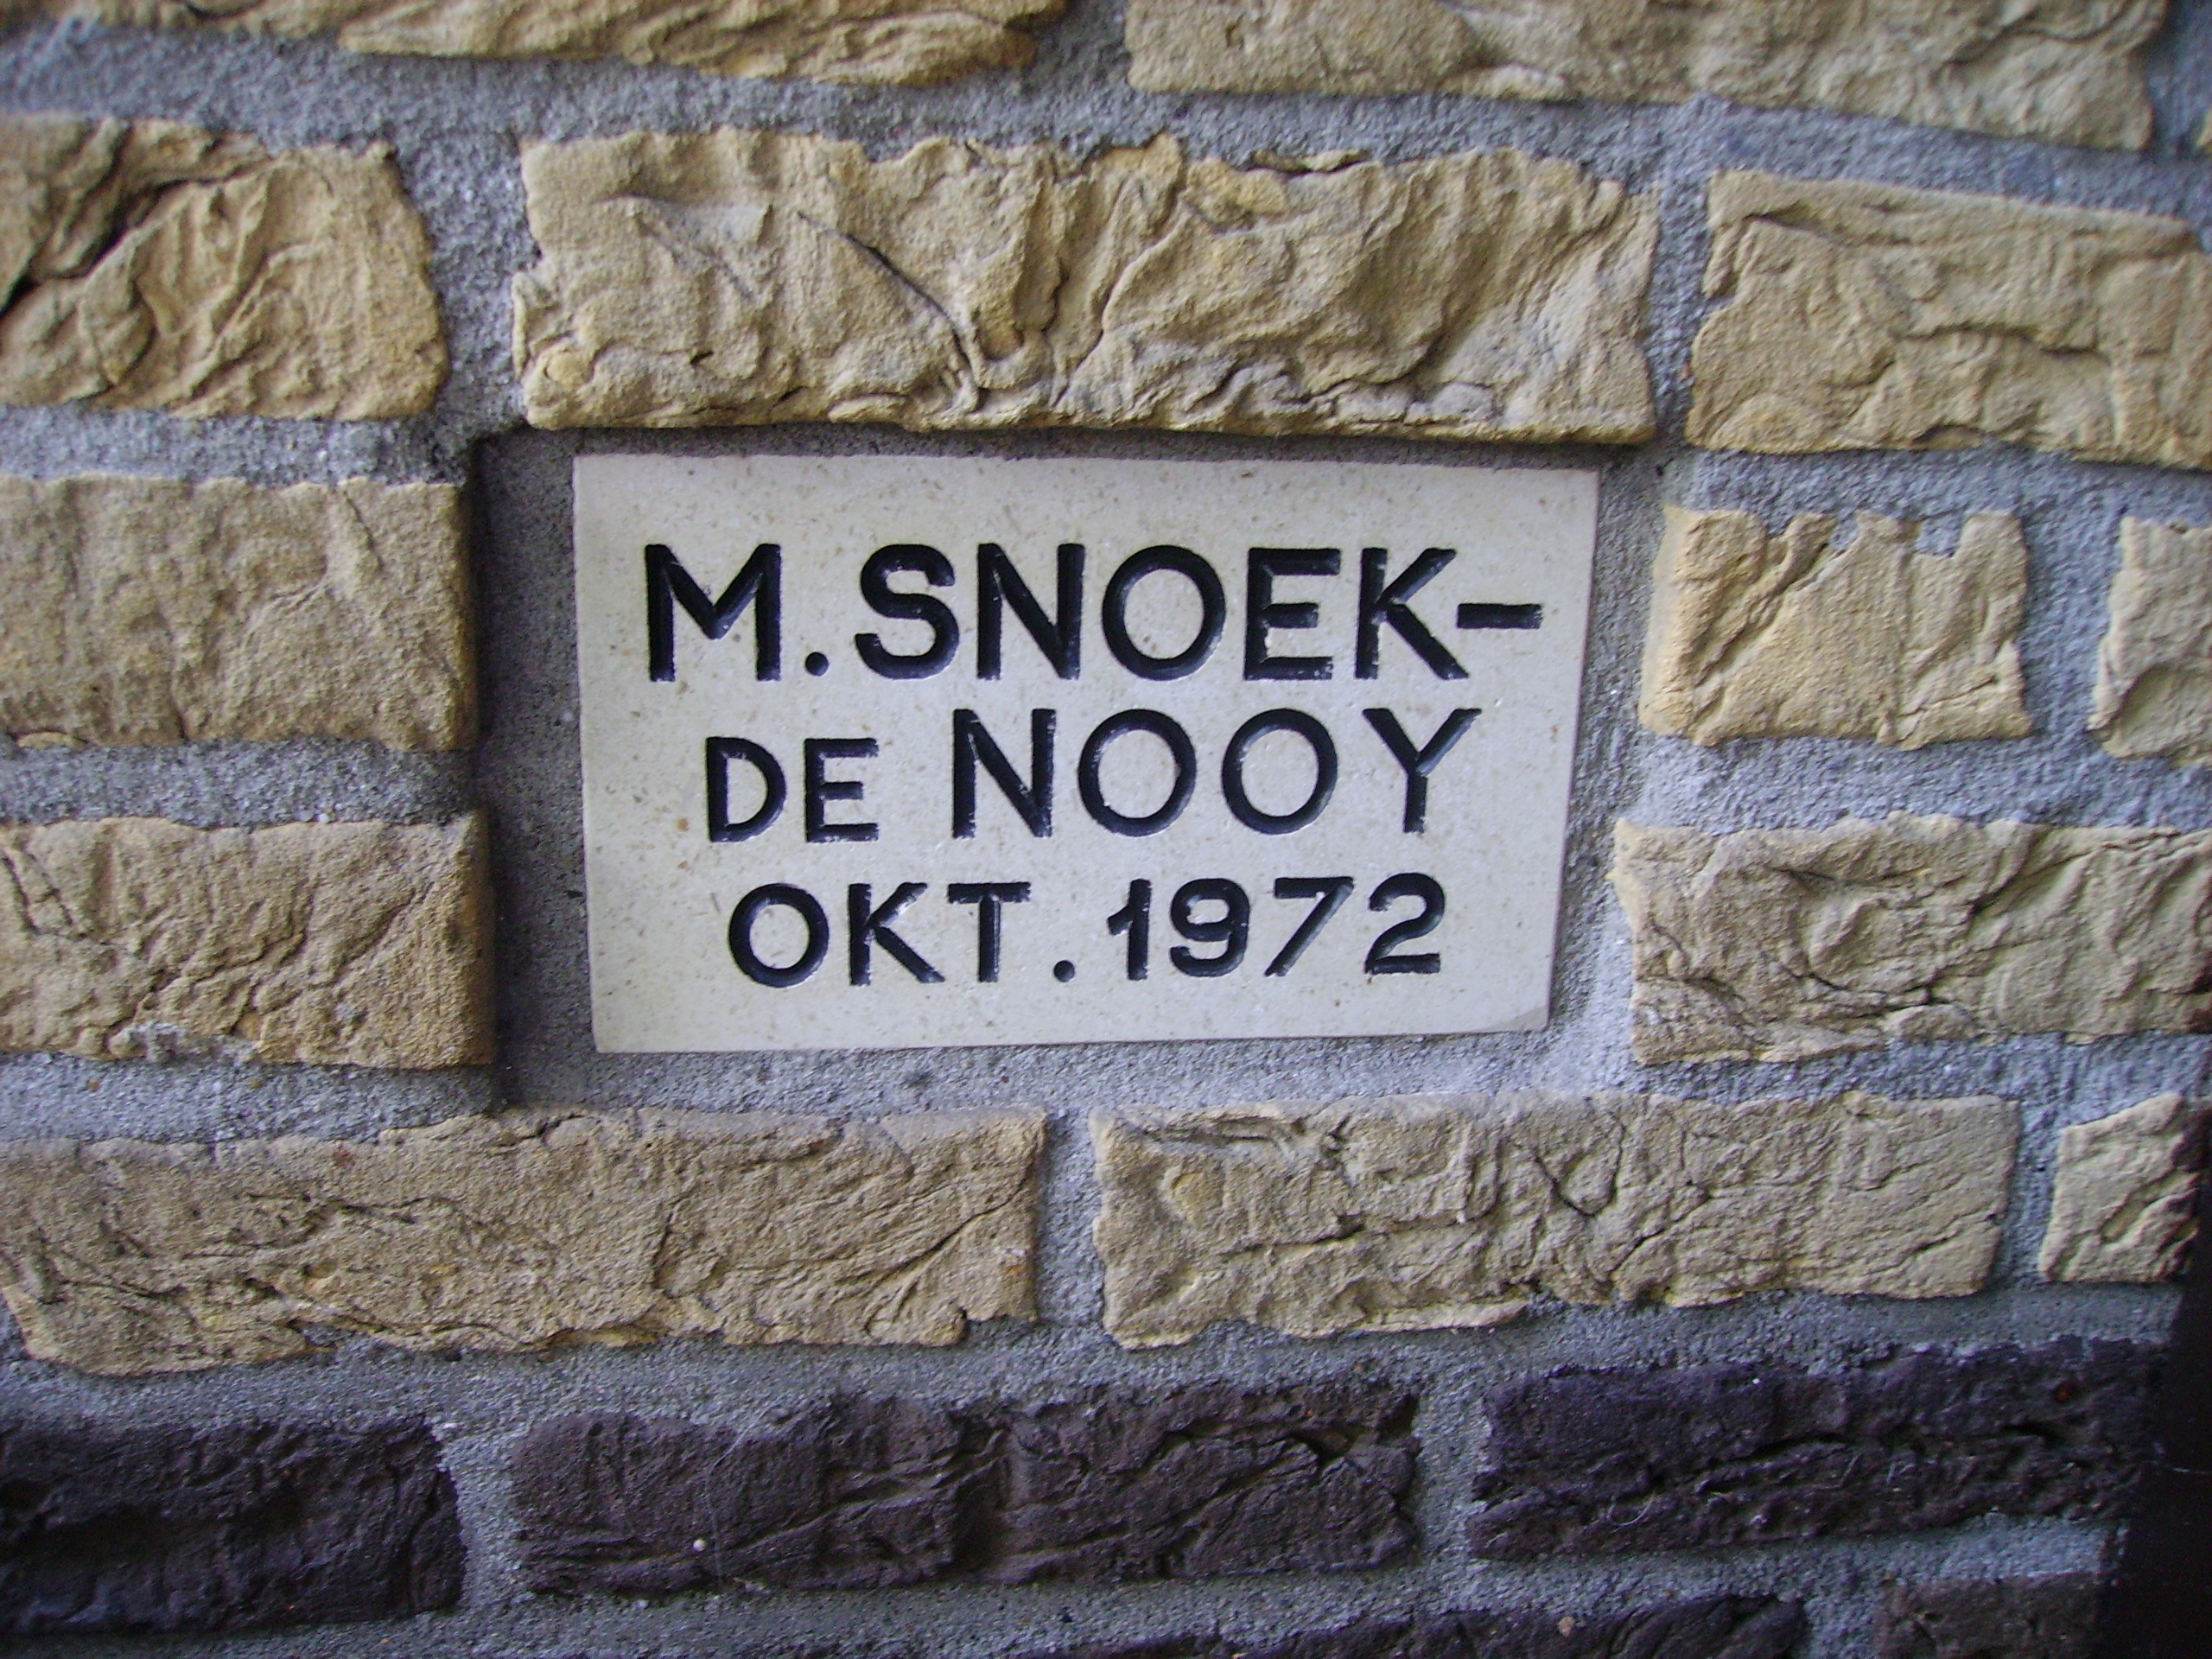 M. SNOEK-
DE NOOY
OKT. 1972